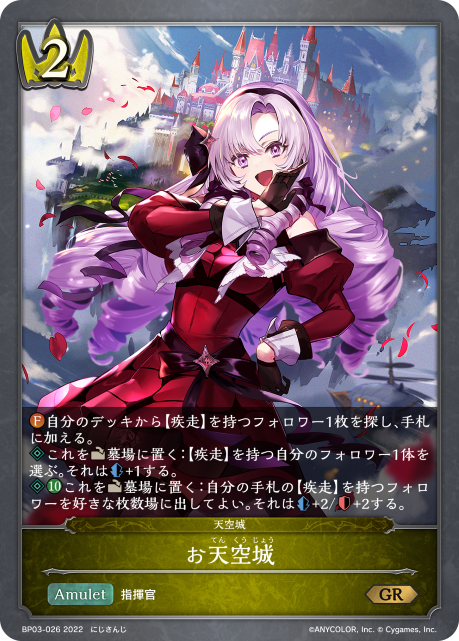 2
F 自分のデッキから【疾走】を持つフォロワー1枚を探し、手札
に加える。
これを墓場に置く：【疾走】を持つ自分のフォロワー1体を
選ぶ。それは+1する。
10 これを墓場に置く：自分の手札の【疾走】を持つフォロ
ワーを好きな枚数場に出してよい。それは+2/+2する。
天空城
てん くう じょう
お天空城
Amulet 指揮官 GR
BP03-026 2022 にじさんじ ©ANYCOLOR, Inc. © Cygames, Inc.